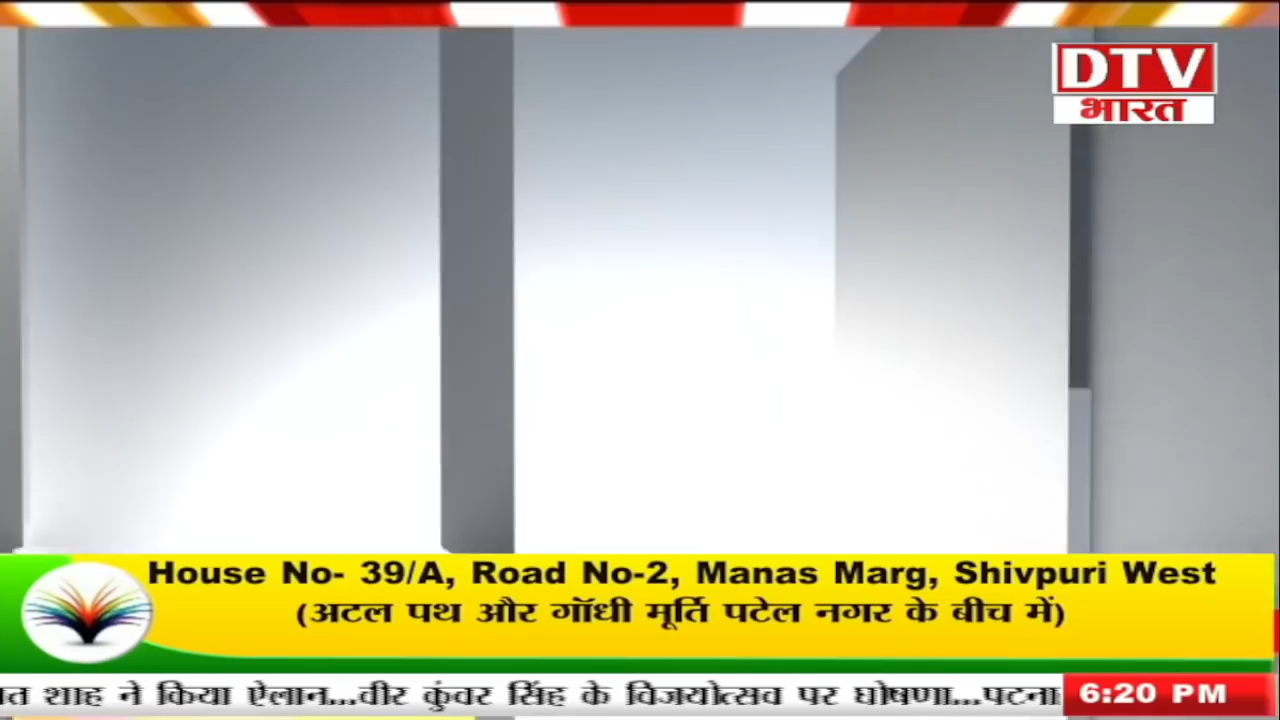 DTV
भारत
House No- 39/A, Road No-2, Manas Marg, Shivpuri West
(अटल पथ और गाँधी मूर्ति पटेल नगर के बीच में)
शाह ने किया ऐलान...वीर कुंवर सिंह के विजयोत्सव पर घोषणा...पटना
6:20 PM